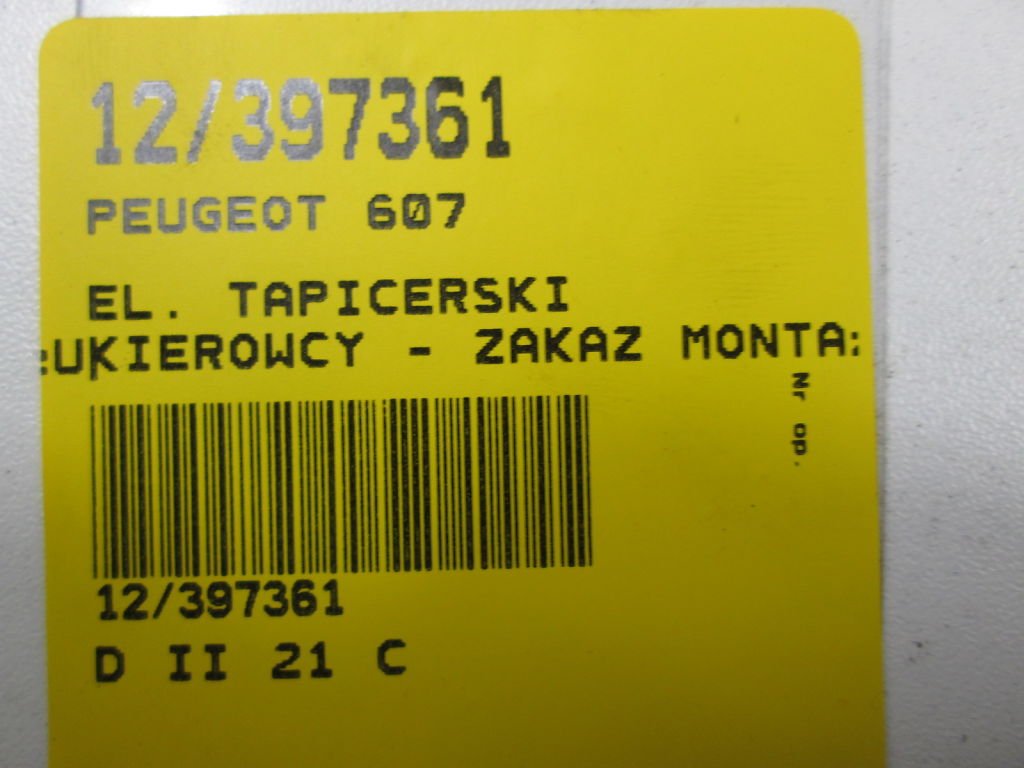 12/397361
PEUGEOT 607
EL. TAPICERSKI
:UKIEROWCY - ZAKAZ MONTA:
Nr op.
12/397361
D II 21 C